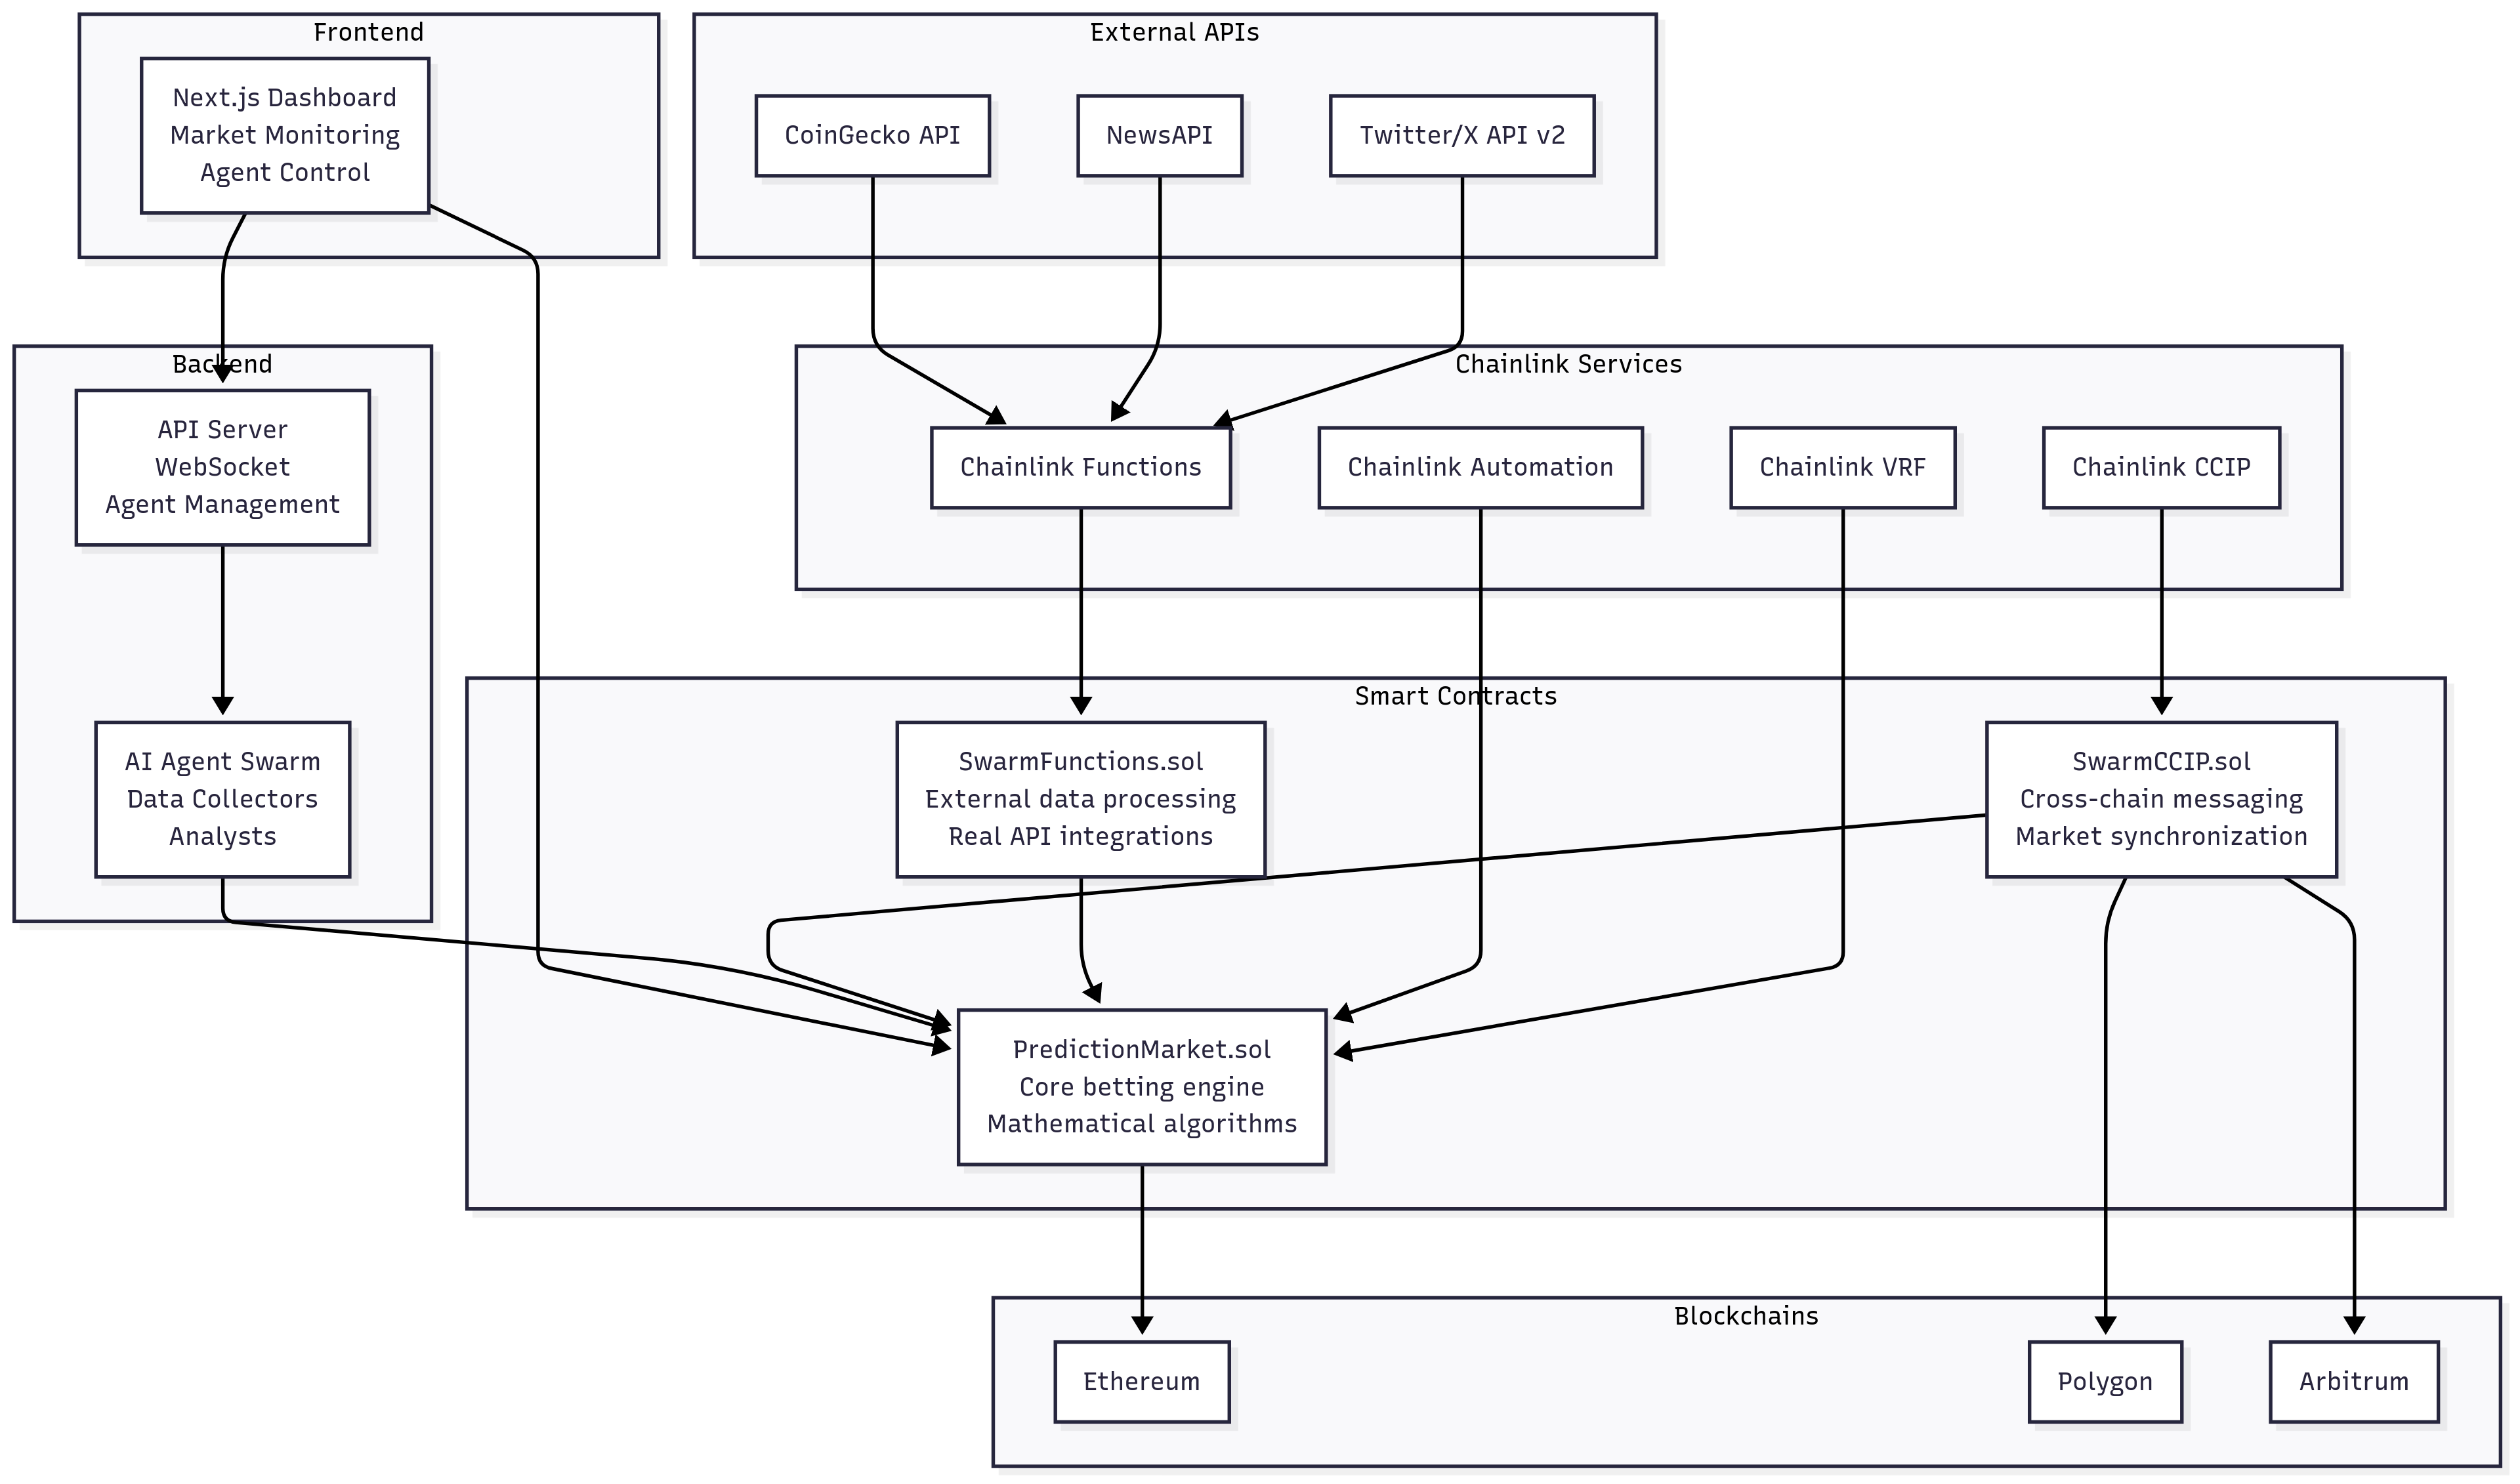 Frontend
Next.js Dashboard
Market Monitoring
Agent Control
External APIs
CoinGecko API
NewsAPI
Twitter/X API v2
Backend
API Server
WebSocket
Agent Management
AI Agent Swarm
Data Collectors
Analysts
Chainlink Services
Chainlink Functions
Chainlink Automation
Chainlink VRF
Chainlink CCIP
Smart Contracts
SwarmFunctions.sol
External data processing
Real API integrations
SwarmCCIP.sol
Cross-chain messaging
Market synchronization
PredictionMarket.sol
Core betting engine
Mathematical algorithms
Blockchains
Ethereum
Polygon
Arbitrum